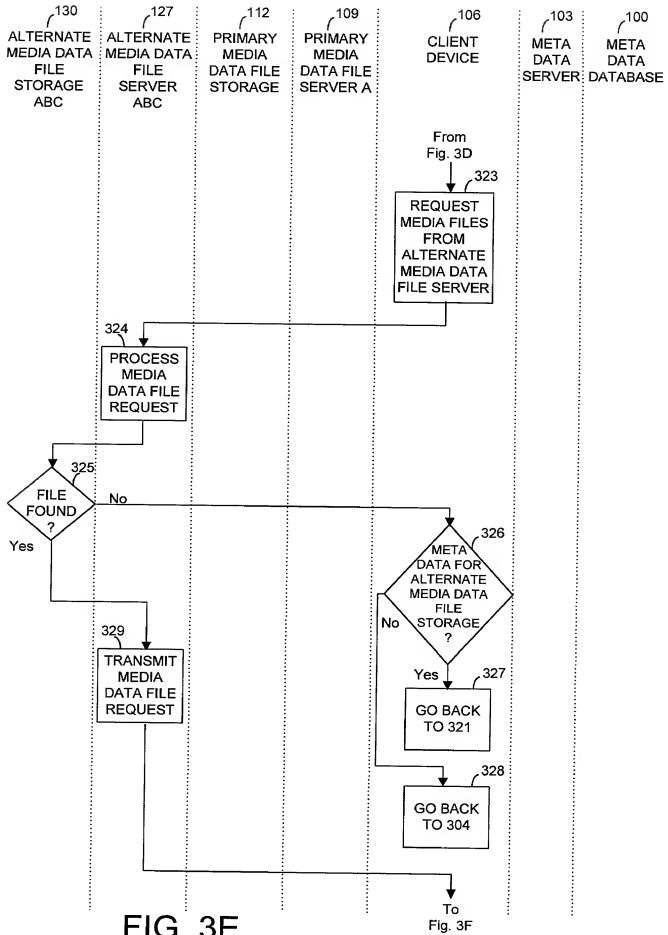 130
ALTERNATE
MEDIA DATA
FILE
STORAGE
ABC
127
ALTERNATE
MEDIA DATA
FILE
SERVER
ABC
112
PRIMARY
MEDIA
DATA FILE
STORAGE
109
PRIMARY
MEDIA
DATA FILE
SERVER A
106
CLIENT
DEVICE
103
META
DATA
SERVER
100
META
DATA
DATABASE
From
Fig. 3D
323
REQUEST
MEDIA FILES
FROM
ALTERNATE
MEDIA DATA
FILE SERVER
324
PROCESS
MEDIA
DATA FILE
REQUEST
325
FILE
FOUND
?
No
Yes
326
META
DATA FOR
ALTERNATE
MEDIA DATA
FILE
STORAGE
?
No
Yes
327
GO BACK
TO 321
329
TRANSMIT
MEDIA
DATA FILE
REQUEST
328
GO BACK
TO 304
To
Fig. 3F
FIG. 3E